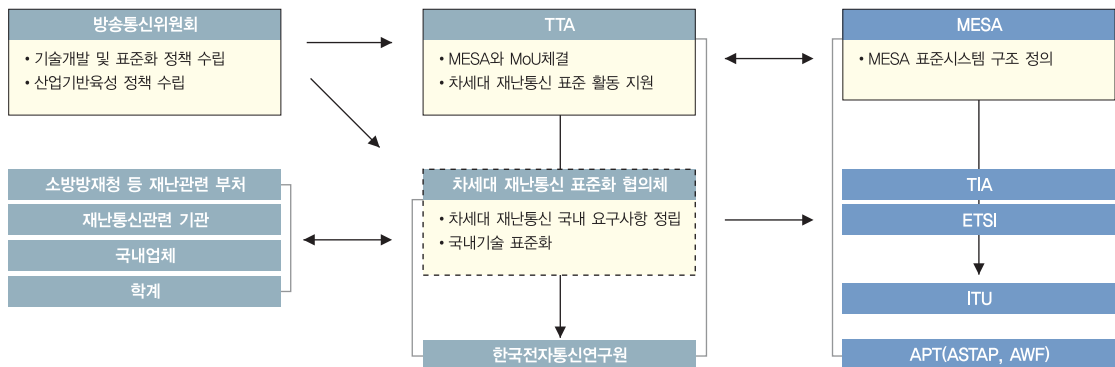 방송통신위원회
• 기술개발 및 표준화 정책 수립
• 산업기반육성 정책 수립
TTA
• MESA와 MoU체결
• 차세대 재난통신 표준 활동 지원
MESA
• MESA 표준시스템 구조 정의
소방방재청 등 재난관련 부처
재난통신관련 기관
국내업체
학계
차세대 재난통신 표준화 협의체
• 차세대 재난통신 국내 요구사항 정립
• 국내기술 표준화
한국전자통신연구원
TIA
ETSI
ITU
APT(ASTAP, AWF)